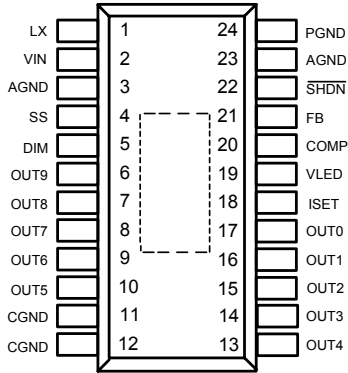 LX 1 24 PGND
VIN 2 23 AGND
AGND 3 22 SHDN
SS 4 21 FB
DIM 5 20 COMP
OUT9 6 19 VLED
OUT8 7 18 ISET
OUT7 8 17 OUT0
OUT6 9 16 OUT1
OUT5 10 15 OUT2
CGND 11 14 OUT3
CGND 12 13 OUT4